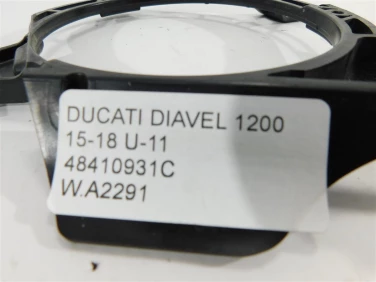 DUCATI DIAVEL 1200
15-18 U-11
48410931C
W.A2291